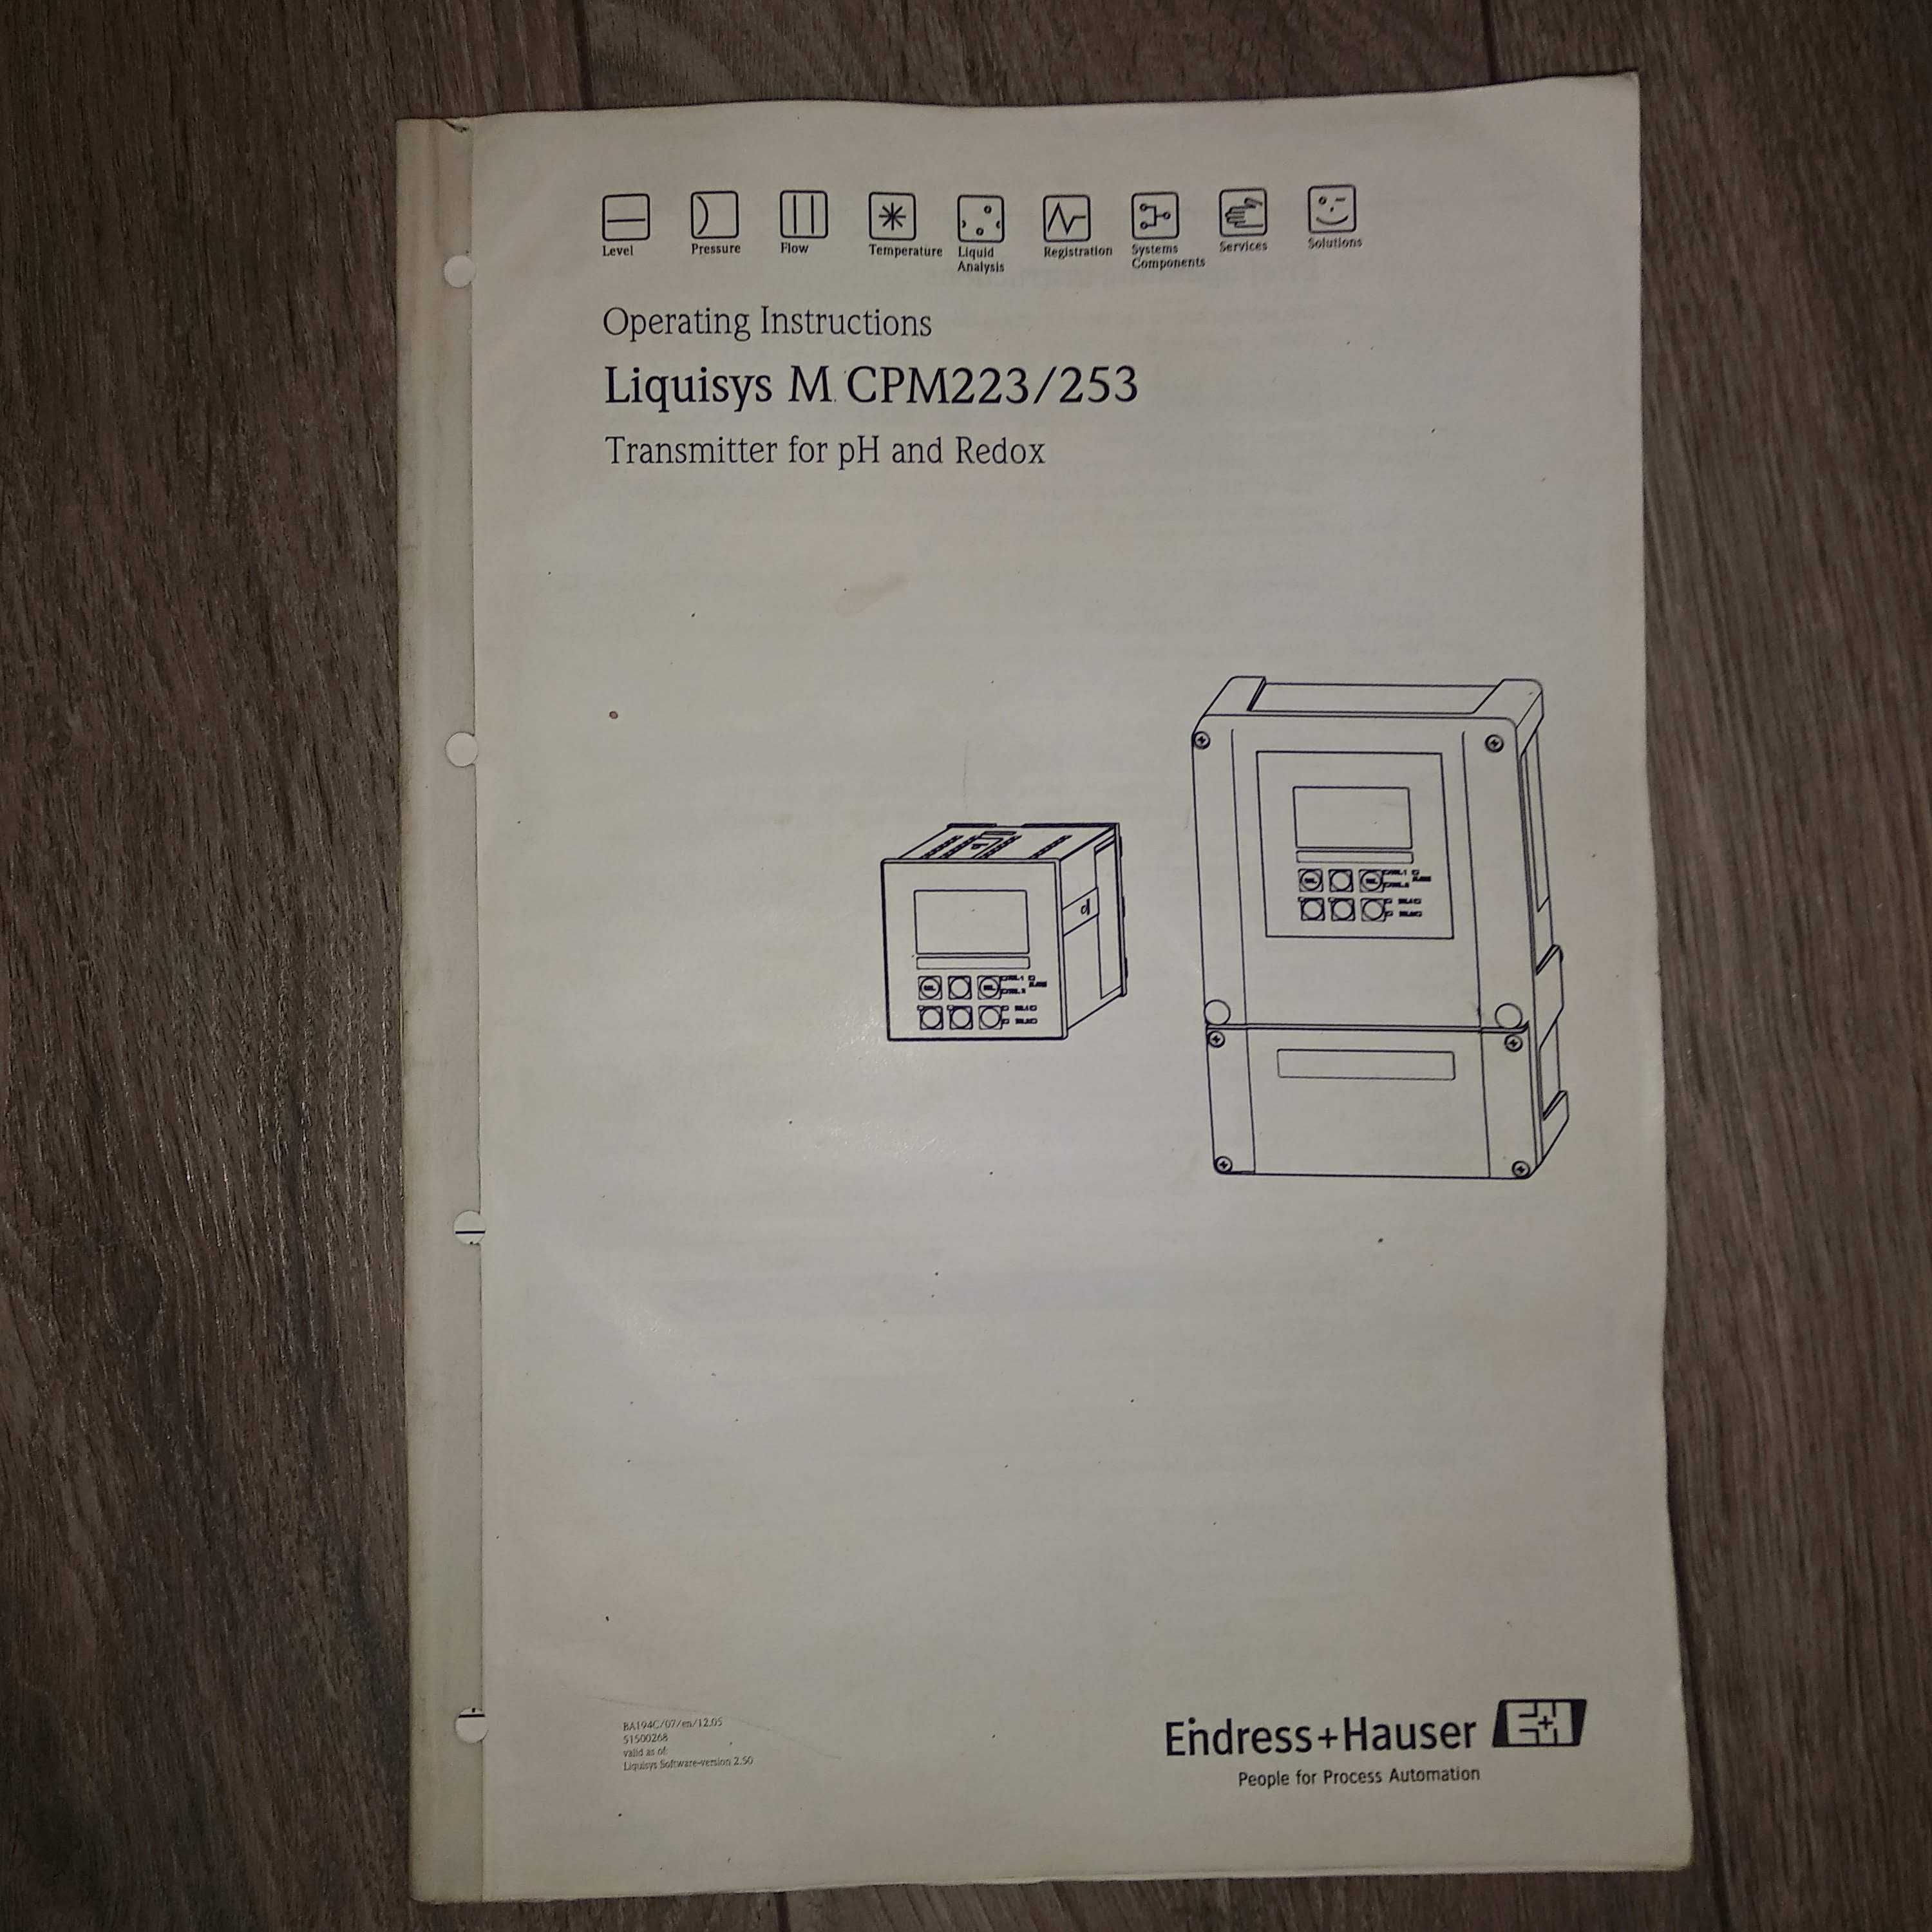 Level
Pressure
Flow
Temperature
Liquid
Analysis
Registration
Systems
Components
Services
Solutions
Operating Instructions
Liquisys M CPM223/253
Transmitter for pH and Redox
BA194C/07/en/12.05
51500268
valid as of:
Liquisys Software-version 2.50
Endress+Hauser
E+H
People for Process Automation